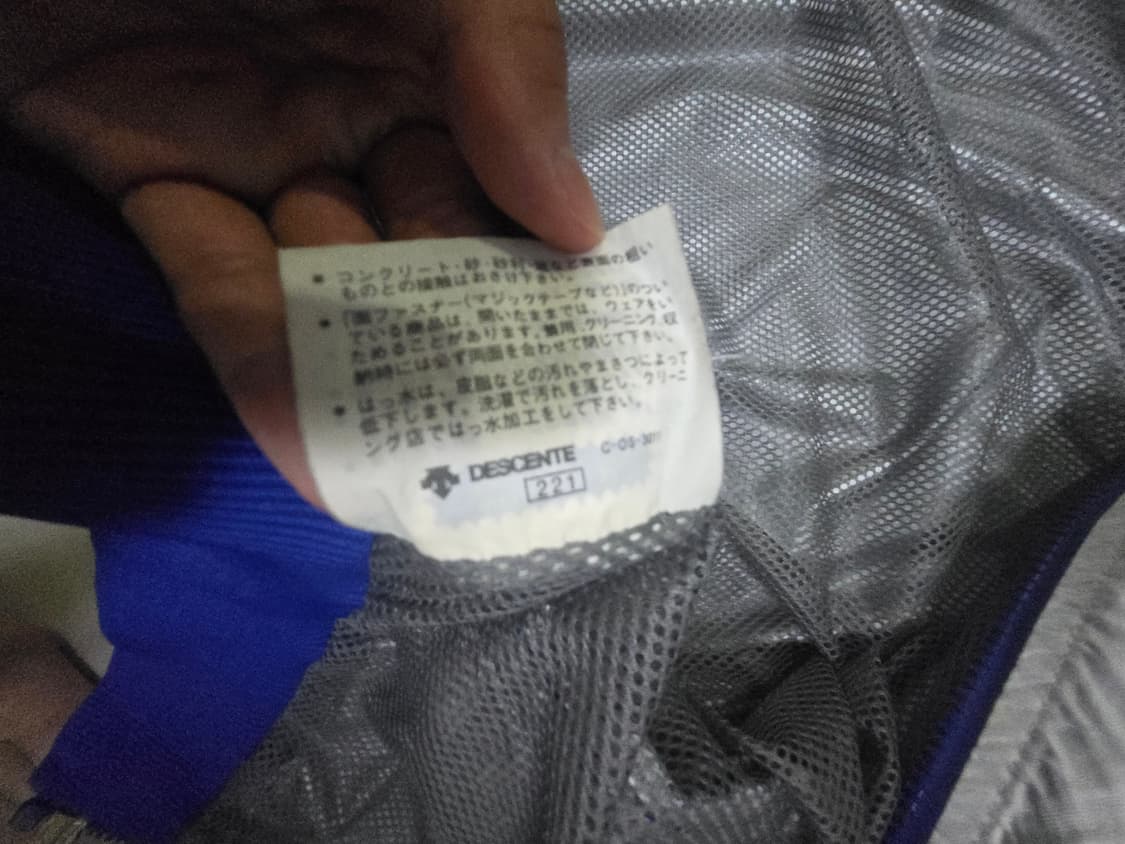 • コンクリート・砂・砂利・壁など表面の粗い
ものとの接触はおさけ下さい。
• [面ファスナー(マジックテープなど)]のつい
ている商品は、開いたままでは、ウェアをい
ためることがあります。着用、クリーニング、収
納時には必ず両面を合わせて閉じて下さい。
• はっ水は、皮脂などの汚れやまさつによって
低下します。洗濯で汚れを落とし、クリーニ
ング店ではっ水加工をして下さい。
DESCENTE C-OS-
221